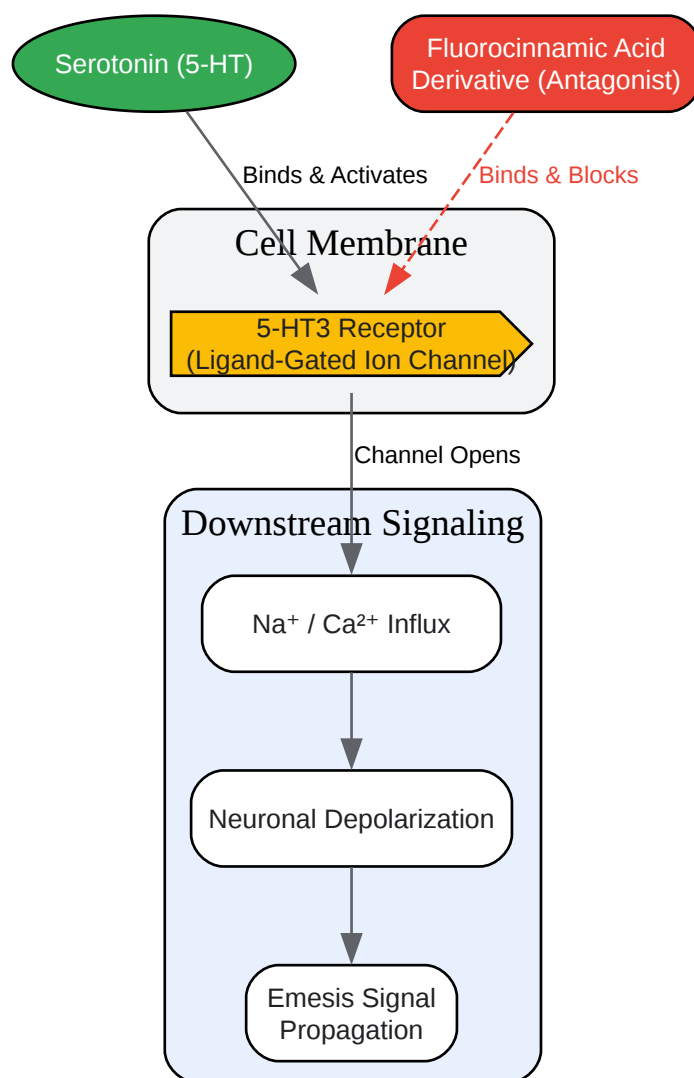 Serotonin (5-HT)
Fluorocinnamic Acid
Derivative (Antagonist)
Binds & Activates
Binds & Blocks
Cell Membrane
5-HT3 Receptor
(Ligand-Gated Ion Channel)
Channel Opens
Downstream Signaling
Na⁺ / Ca²⁺ Influx
Neuronal Depolarization
Emesis Signal
Propagation